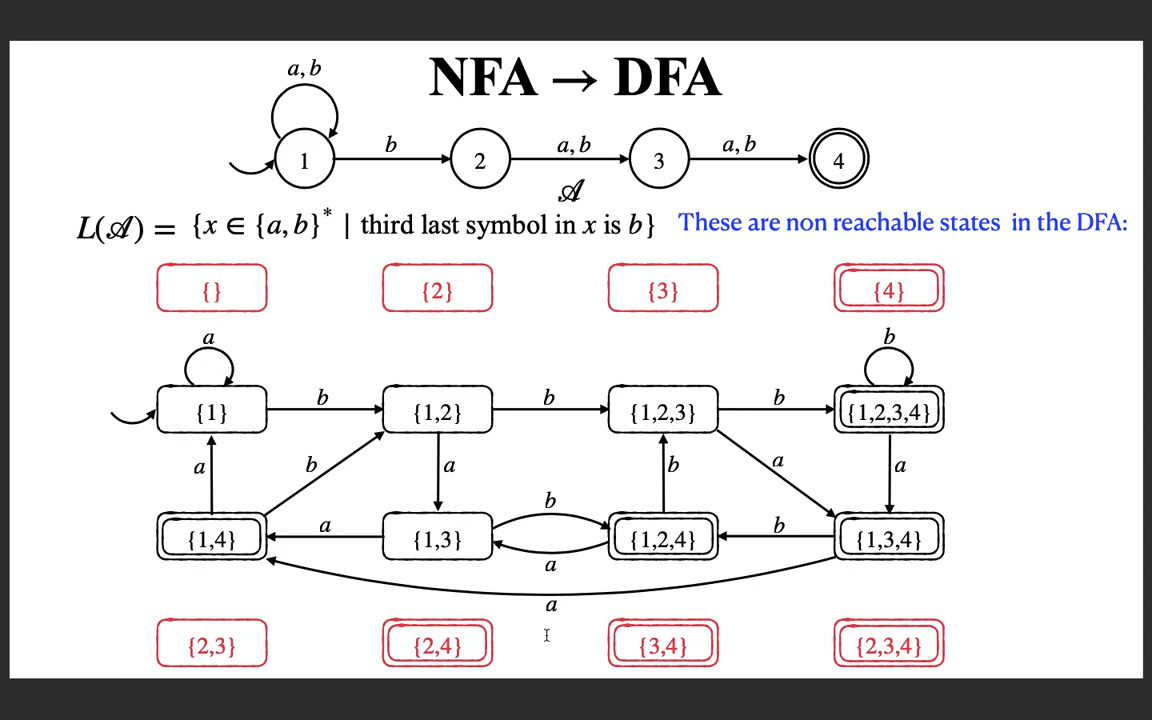 NFA → DFA
a, b
b
a, b
a, b
1
2
3
4
𝒜
L(𝒜) = {x ∈ {a, b}* | third last symbol in x is b}
These are non reachable states in the DFA:
{}
{2}
{3}
{4}
a
b
b
b
b
{1}
{1,2}
{1,2,3}
{1,2,3,4}
a
b
a
b
a
a
b
a
b
{1,4}
{1,3}
{1,2,4}
{1,3,4}
a
a
{2,3}
{2,4}
{3,4}
{2,3,4}